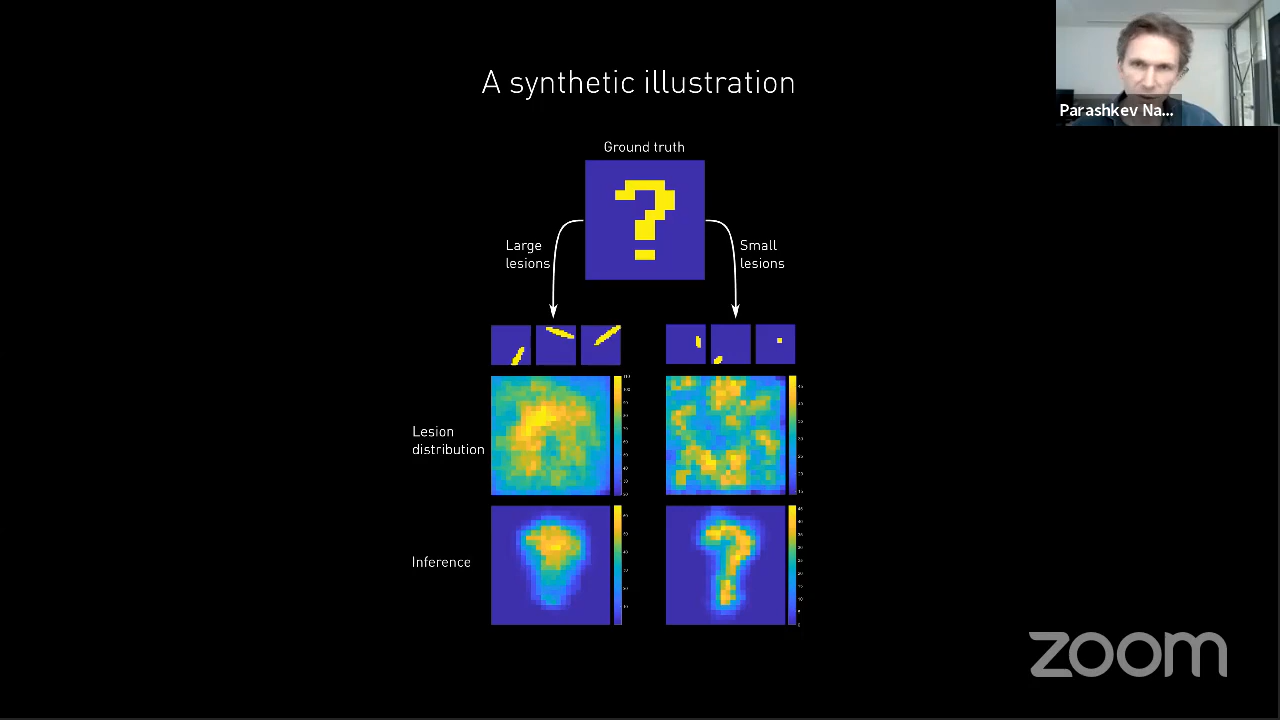 A synthetic illustration
Parashkev Na...
Ground truth
Large
lesions
Small
lesions
Lesion
distribution
Inference
zoom